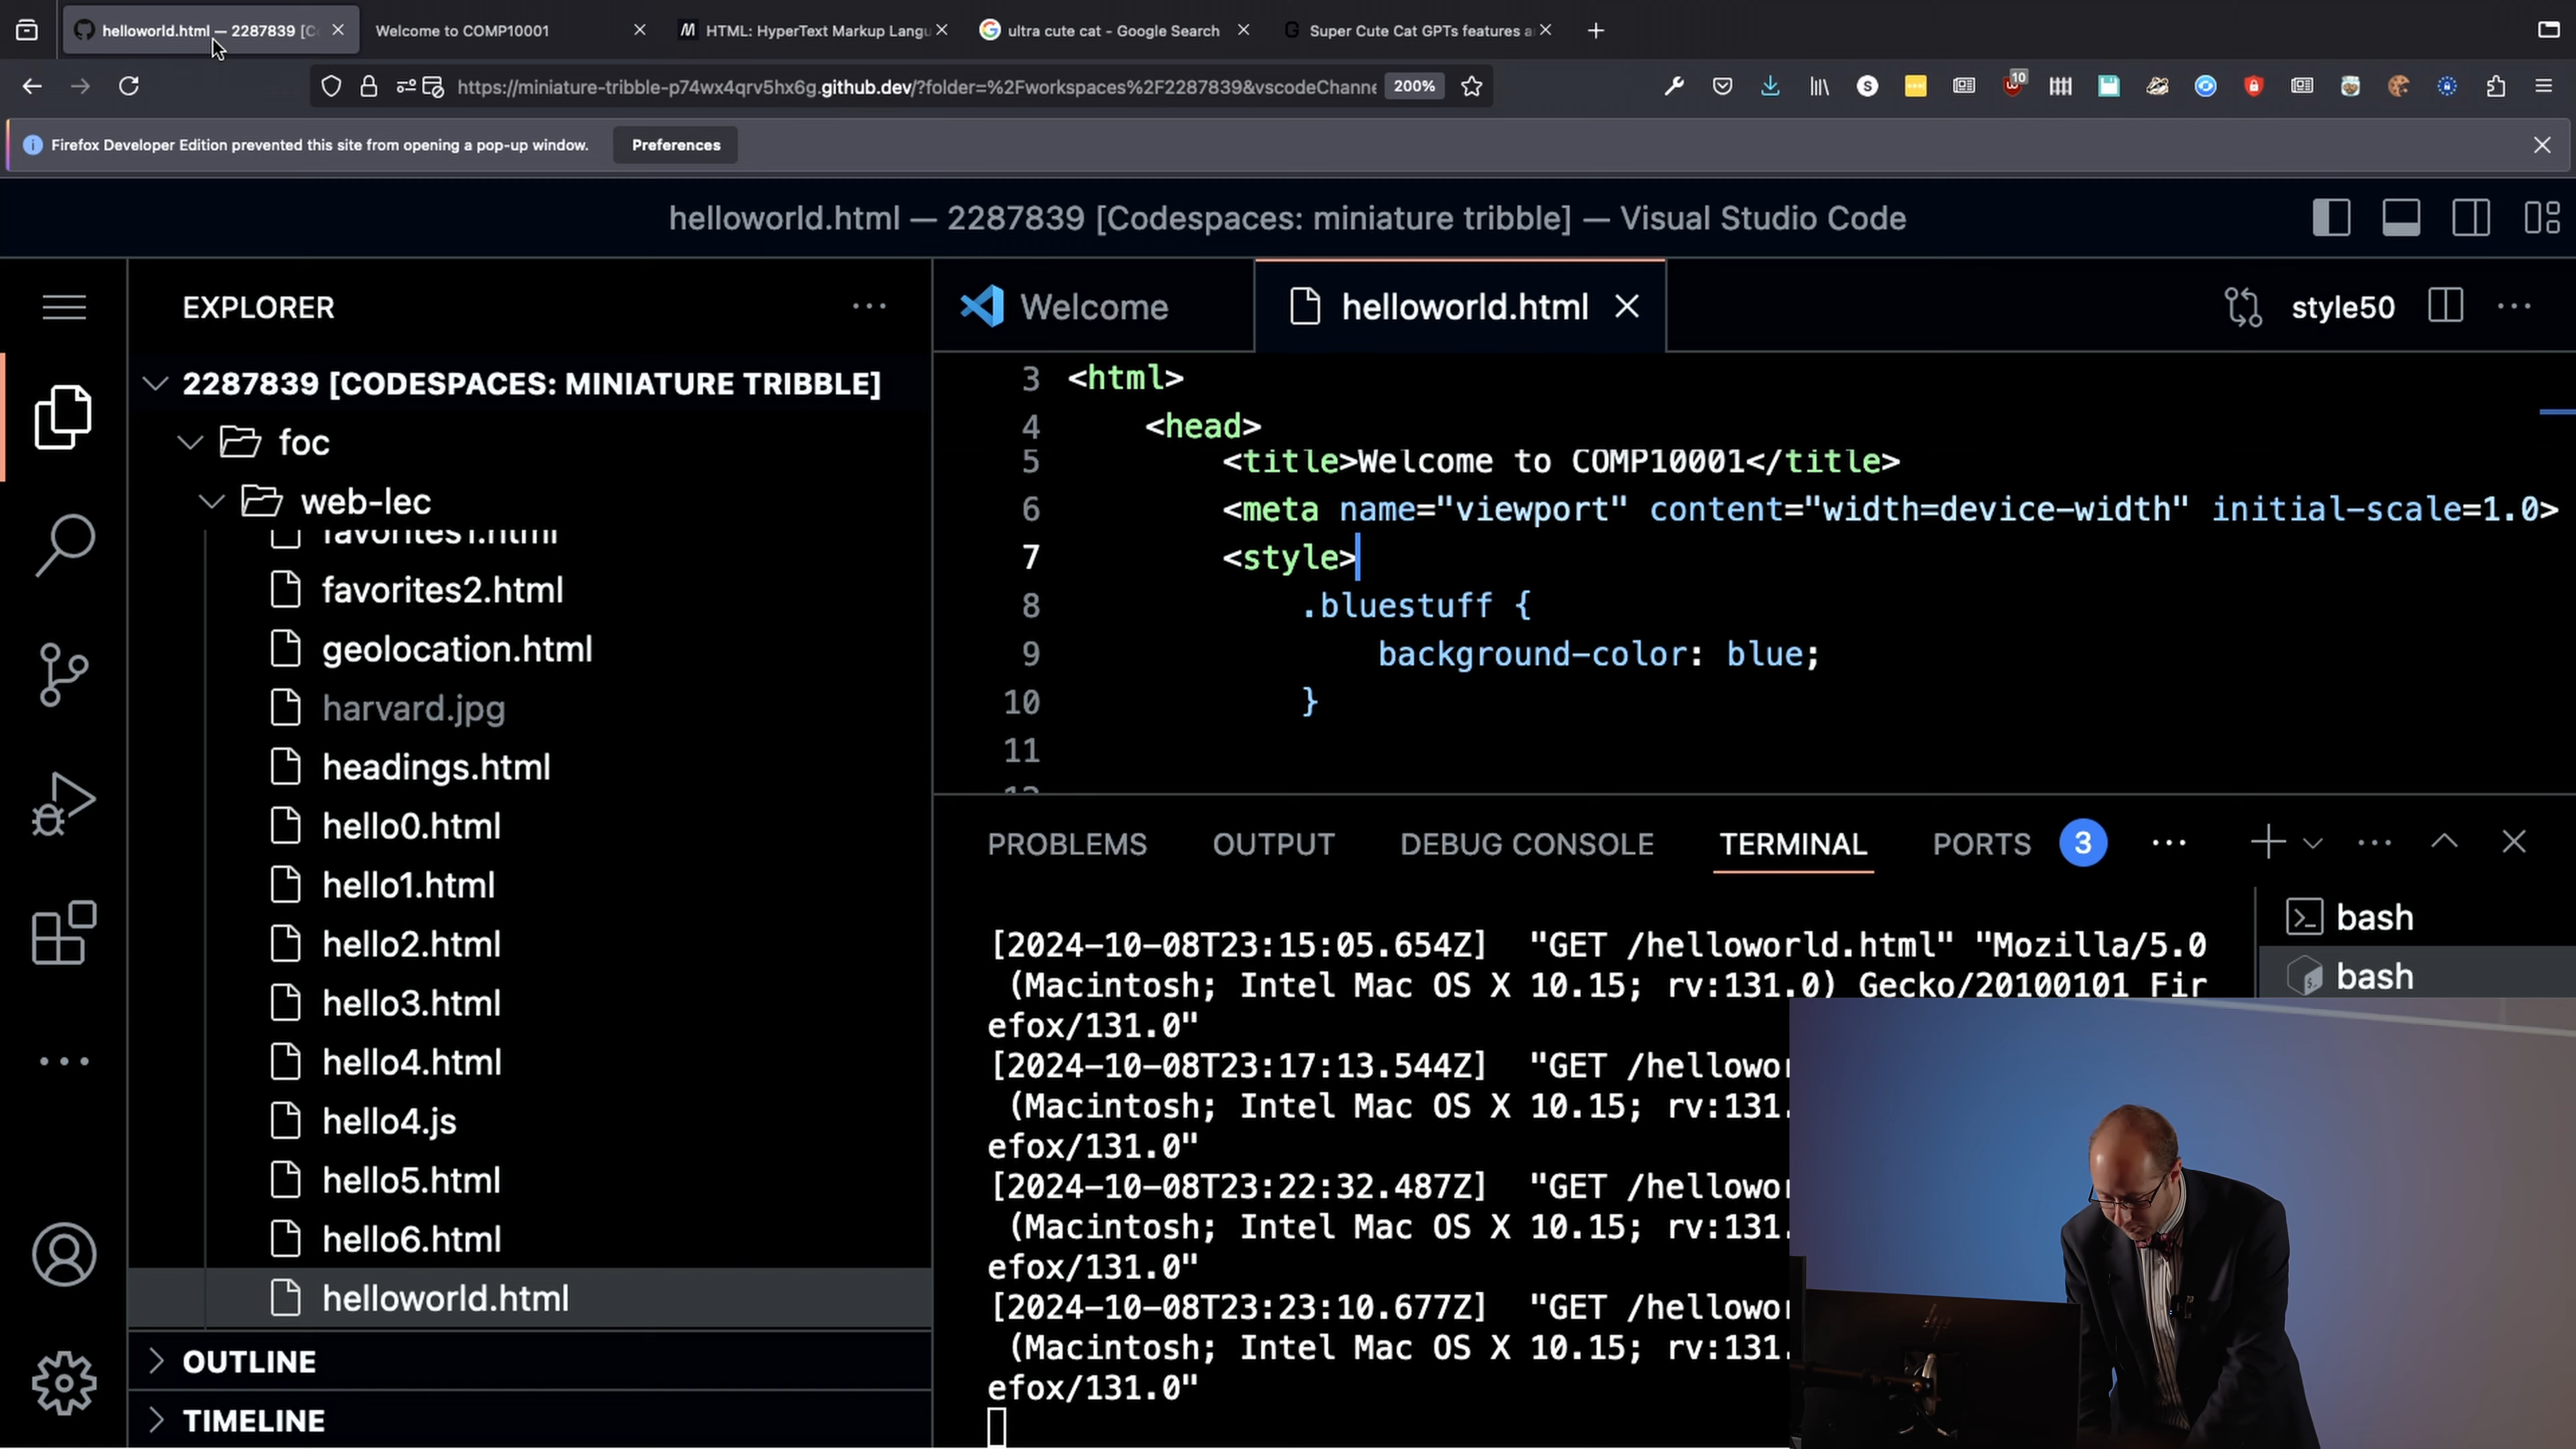 helloworld.html — 2287839 [C
Welcome to COMP10001
HTML: HyperText Markup Langu
ultra cute cat - Google Search
Super Cute Cat GPTs features a
https://miniature-tribble-p74wx4qrv5hx6g.github.dev/?folder=%2Fworkspaces%2F2287839&vscodeChanne
200%
10
Firefox Developer Edition prevented this site from opening a pop-up window.
Preferences
helloworld.html — 2287839 [Codespaces: miniature tribble] — Visual Studio Code
EXPLORER
2287839 [CODESPACES: MINIATURE TRIBBLE]
foc
web-lec
favorites1.html
favorites2.html
geolocation.html
harvard.jpg
headings.html
hello0.html
hello1.html
hello2.html
hello3.html
hello4.html
hello4.js
hello5.html
hello6.html
helloworld.html
OUTLINE
TIMELINE
Welcome
helloworld.html
style50
3 <html>
4 <head>
5 <title>Welcome to COMP10001</title>
6 <meta name="viewport" content="width=device-width" initial-scale=1.0>
7 <style>
8 .bluestuff {
9 background-color: blue;
10 }
11
12
PROBLEMS OUTPUT DEBUG CONSOLE TERMINAL PORTS 3
[2024-10-08T23:15:05.654Z] "GET /helloworld.html" "Mozilla/5.0
(Macintosh; Intel Mac OS X 10.15; rv:131.0) Gecko/20100101 Fir
efox/131.0"
[2024-10-08T23:17:13.544Z] "GET /hellowor
(Macintosh; Intel Mac OS X 10.15; rv:131.
efox/131.0"
[2024-10-08T23:22:32.487Z] "GET /hellowor
(Macintosh; Intel Mac OS X 10.15; rv:131.
efox/131.0"
[2024-10-08T23:23:10.677Z] "GET /hellowor
(Macintosh; Intel Mac OS X 10.15; rv:131.
efox/131.0"
bash
bash